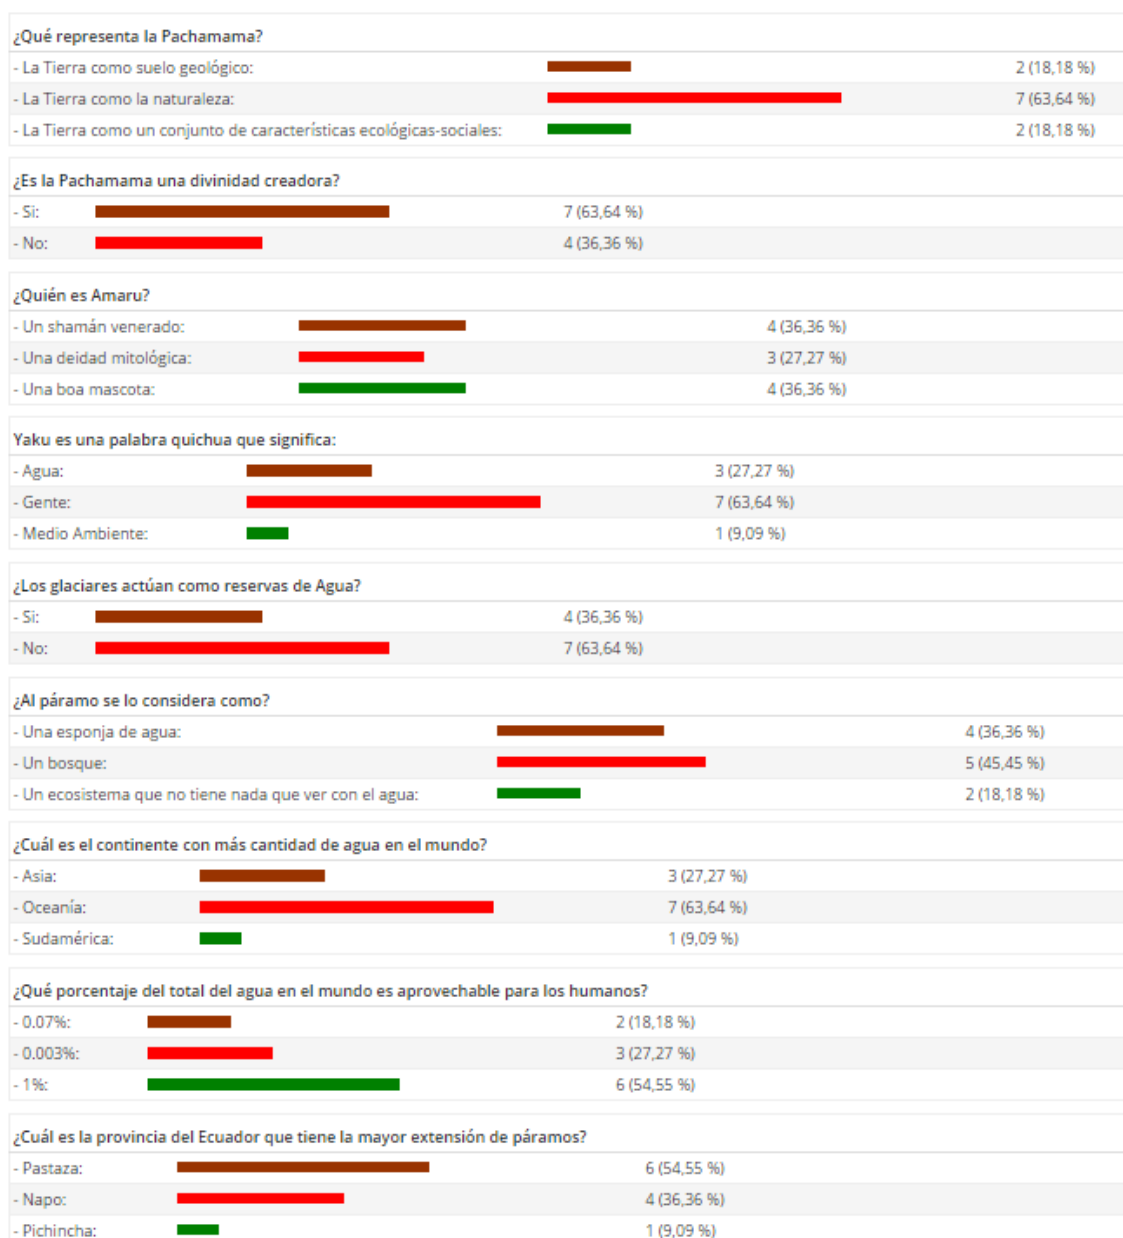 ¿Qué representa la Pachamama?
- La Tierra como suelo geológico: 2 (18,18 %)
- La Tierra como la naturaleza: 7 (63,64 %)
- La Tierra como un conjunto de características ecológicas-sociales: 2 (18,18 %)
¿Es la Pachamama una divinidad creadora?
- Si: 7 (63,64 %)
- No: 4 (36,36 %)
¿Quién es Amaru?
- Un shamán venerado: 4 (36,36 %)
- Una deidad mitológica: 3 (27,27 %)
- Una boa mascota: 4 (36,36 %)
Yaku es una palabra quichua que significa:
- Agua: 3 (27,27 %)
- Gente: 7 (63,64 %)
- Medio Ambiente: 1 (9,09 %)
¿Los glaciares actúan como reservas de Agua?
- Si: 4 (36,36 %)
- No: 7 (63,64 %)
¿Al páramo se lo considera como?
- Una esponja de agua: 4 (36,36 %)
- Un bosque: 5 (45,45 %)
- Un ecosistema que no tiene nada que ver con el agua: 2 (18,18 %)
¿Cuál es el continente con más cantidad de agua en el mundo?
- Asia: 3 (27,27 %)
- Oceanía: 7 (63,64 %)
- Sudamérica: 1 (9,09 %)
¿Qué porcentaje del total del agua en el mundo es aprovechable para los humanos?
- 0.07%: 2 (18,18 %)
- 0.003%: 3 (27,27 %)
- 1%: 6 (54,55 %)
¿Cuál es la provincia del Ecuador que tiene la mayor extensión de páramos?
- Pastaza: 6 (54,55 %)
- Napo: 4 (36,36 %)
- Pichincha: 1 (9,09 %)